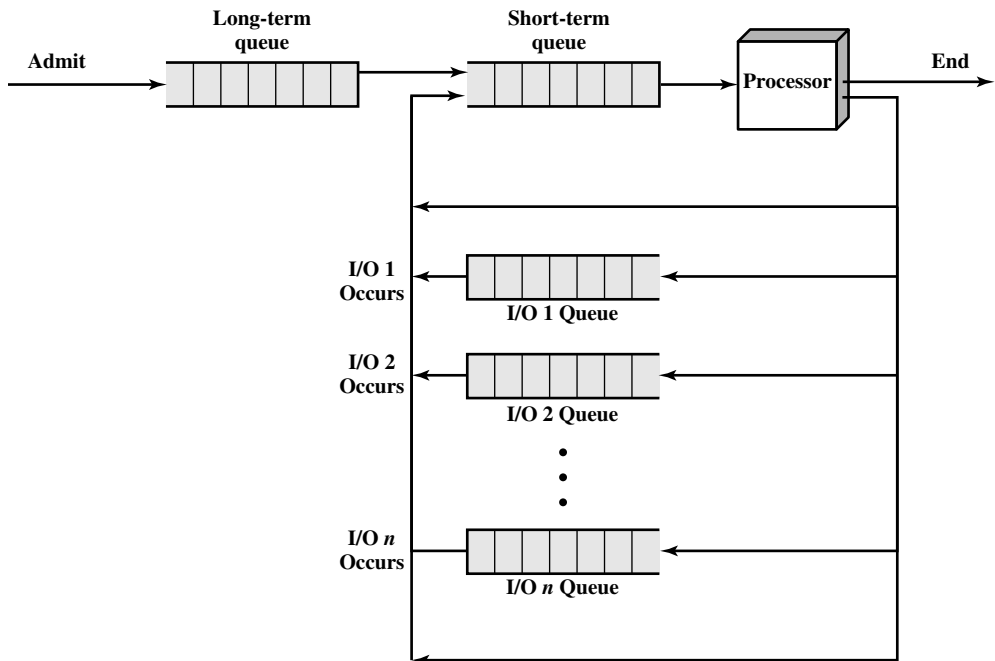 Long-term
queue
Short-term
queue
Admit
Processor
End
I/O 1
Occurs
I/O 1 Queue
I/O 2
Occurs
I/O 2 Queue
I/O n
Occurs
I/O n Queue